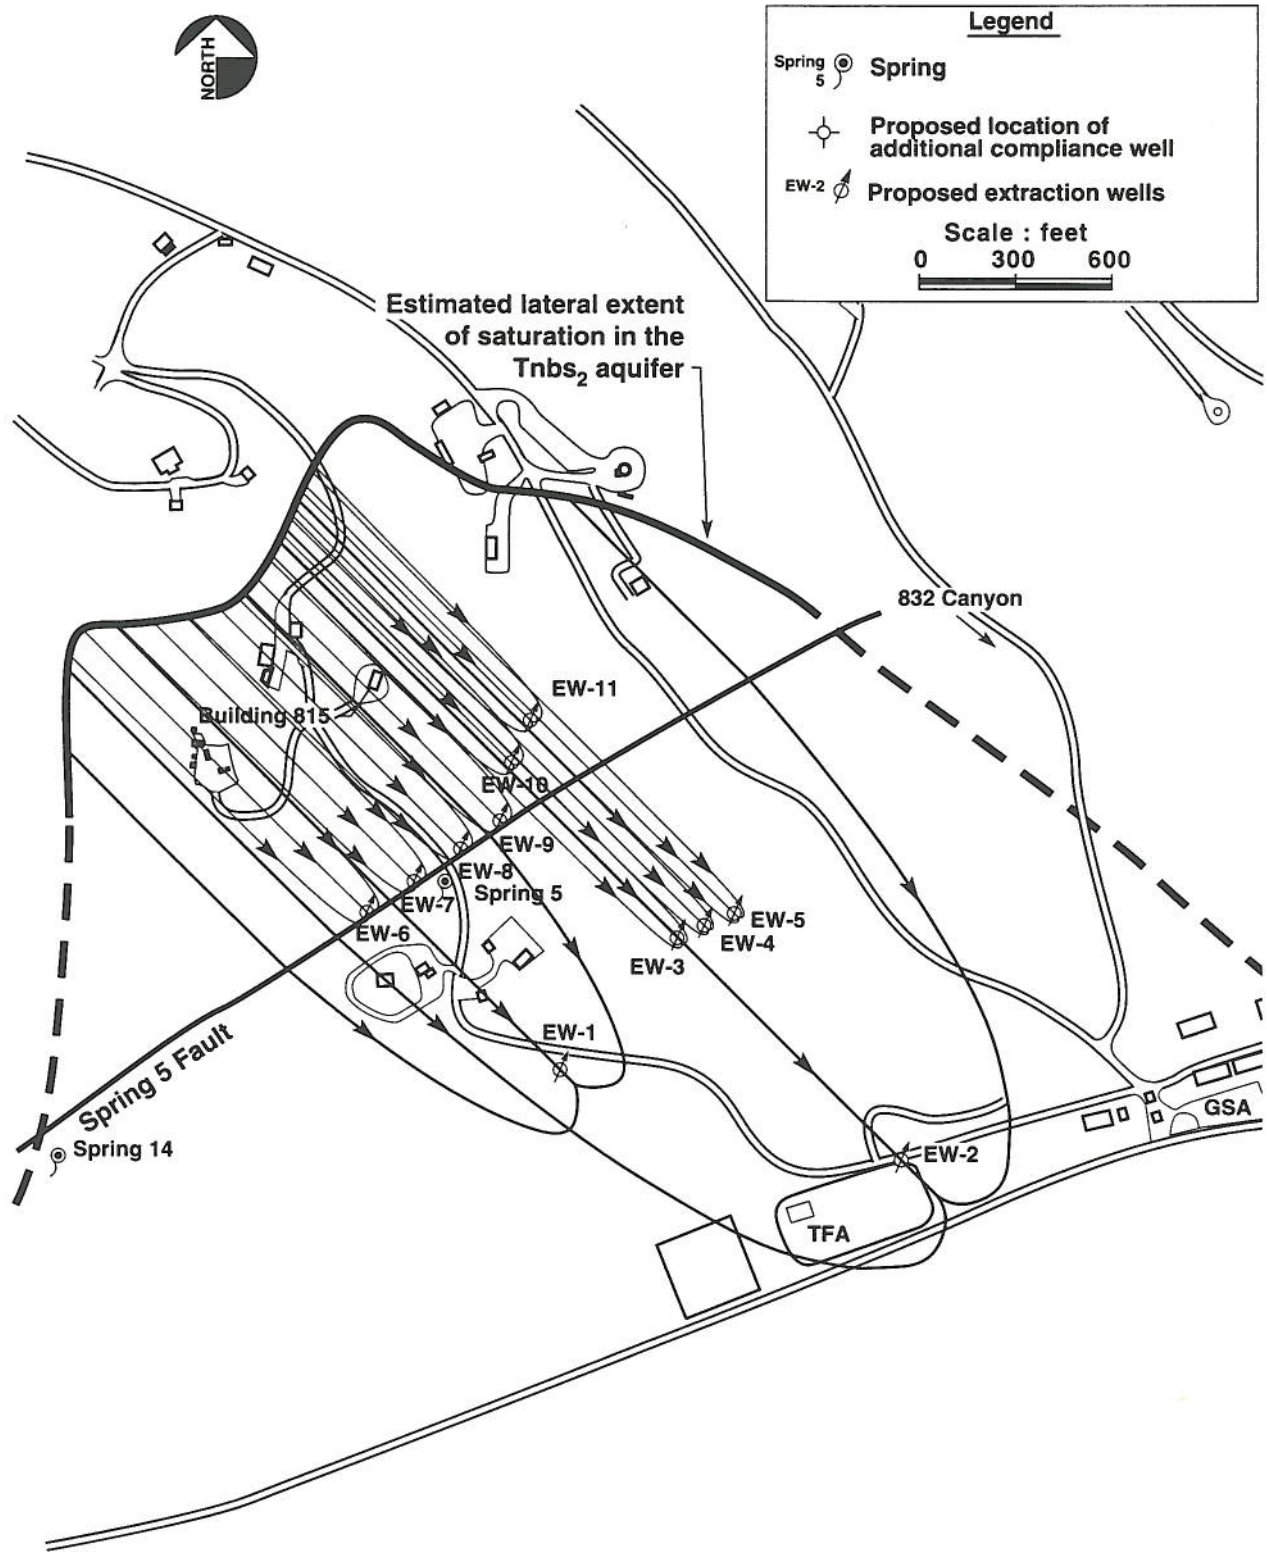 NORTH
Legend
Spring
5
Spring
Proposed location of
additional compliance well
EW-2
Proposed extraction wells
Scale : feet
0 300 600
Estimated lateral extent
of saturation in the
Tnbs2 aquifer
832 Canyon
EW-11
Building 815
EW-10
EW-9
EW-8
Spring 5
EW-7
EW-6
EW-5
EW-4
EW-3
EW-1
Spring 5 Fault
Spring 14
EW-2
GSA
TFA